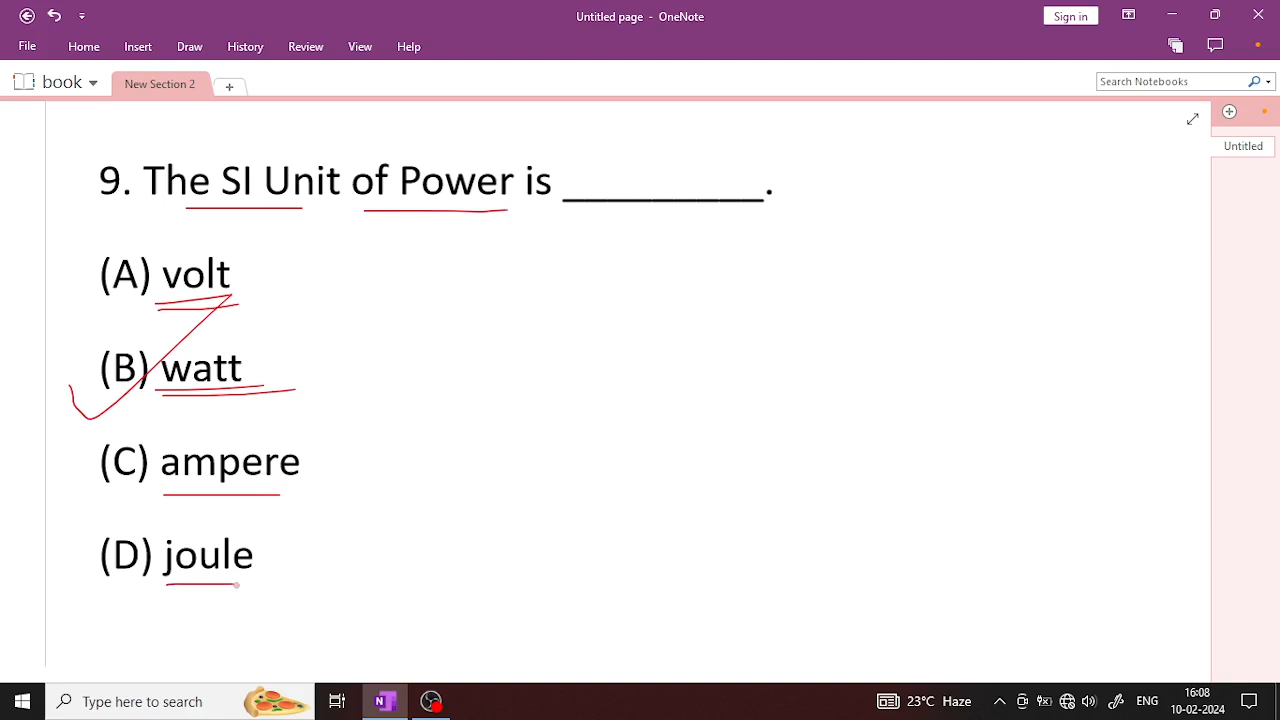 Untitled page - OneNote
Sign in
File Home Insert Draw History Review View Help
book New Section 2 +
Search Notebooks
Untitled
9. The SI Unit of Power is _________.
(A) volt
(B) watt
(C) ampere
(D) joule
Type here to search
N
23°C Haze
ENG
16:08
10-02-2024